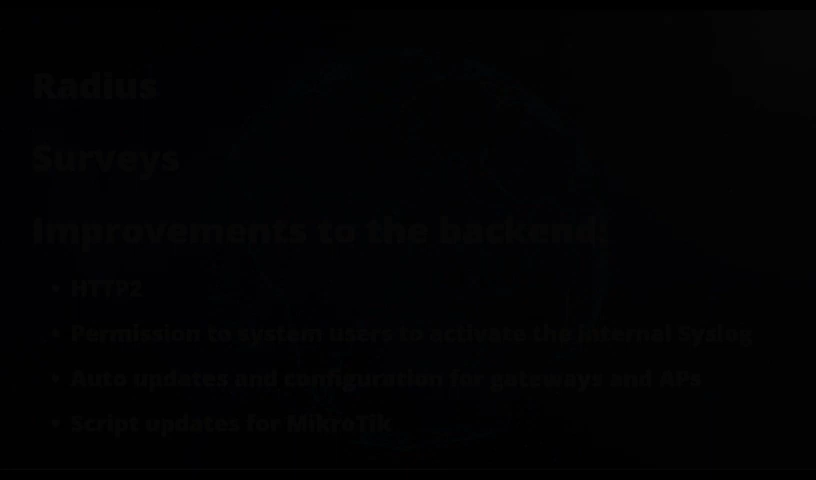 Radius
Surveys
Improvements to the backend!
• HTTP2
• Permission to system users to activate the internal Syslog
• Auto updates and configuration for gateways and APs
• Script updates for MikroTik